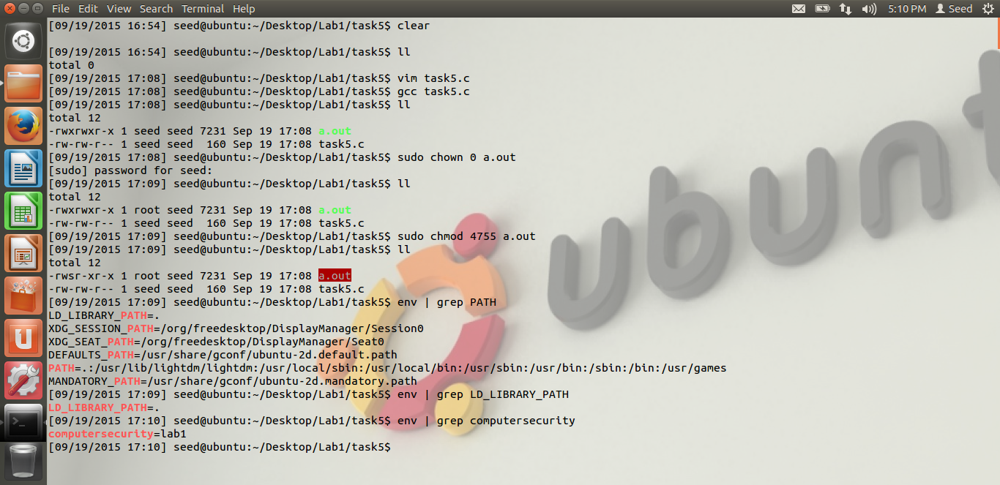 File Edit View Search Terminal Help 5:10 PM Seed
[09/19/2015 16:54] seed@ubuntu:~/Desktop/Lab1/task5$ clear
[09/19/2015 16:54] seed@ubuntu:~/Desktop/Lab1/task5$ ll
total 0
[09/19/2015 17:08] seed@ubuntu:~/Desktop/Lab1/task5$ vim task5.c
[09/19/2015 17:08] seed@ubuntu:~/Desktop/Lab1/task5$ gcc task5.c
[09/19/2015 17:08] seed@ubuntu:~/Desktop/Lab1/task5$ ll
total 12
-rwxrwxr-x 1 seed seed 7231 Sep 19 17:08 a.out
-rw-rw-r-- 1 seed seed  160 Sep 19 17:08 task5.c
[09/19/2015 17:08] seed@ubuntu:~/Desktop/Lab1/task5$ sudo chown 0 a.out
[sudo] password for seed:
[09/19/2015 17:09] seed@ubuntu:~/Desktop/Lab1/task5$ ll
total 12
-rwxrwxr-x 1 root seed 7231 Sep 19 17:08 a.out
-rw-rw-r-- 1 seed seed  160 Sep 19 17:08 task5.c
[09/19/2015 17:09] seed@ubuntu:~/Desktop/Lab1/task5$ sudo chmod 4755 a.out
[09/19/2015 17:09] seed@ubuntu:~/Desktop/Lab1/task5$ ll
total 12
-rwsr-xr-x 1 root seed 7231 Sep 19 17:08 a.out
-rw-rw-r-- 1 seed seed  160 Sep 19 17:08 task5.c
[09/19/2015 17:09] seed@ubuntu:~/Desktop/Lab1/task5$ env | grep PATH
LD_LIBRARY_PATH=.
XDG_SESSION_PATH=/org/freedesktop/DisplayManager/Session0
XDG_SEAT_PATH=/org/freedesktop/DisplayManager/Seat0
DEFAULTS_PATH=/usr/share/gconf/ubuntu-2d.default.path
PATH=.:/usr/lib/lightdm/lightdm:/usr/local/sbin:/usr/local/bin:/usr/sbin:/usr/bin:/sbin:/bin:/usr/games
MANDATORY_PATH=/usr/share/gconf/ubuntu-2d.mandatory.path
[09/19/2015 17:09] seed@ubuntu:~/Desktop/Lab1/task5$ env | grep LD_LIBRARY_PATH
LD_LIBRARY_PATH=.
[09/19/2015 17:10] seed@ubuntu:~/Desktop/Lab1/task5$ env | grep computersecurity
computersecurity=lab1
[09/19/2015 17:10] seed@ubuntu:~/Desktop/Lab1/task5$
ubunt